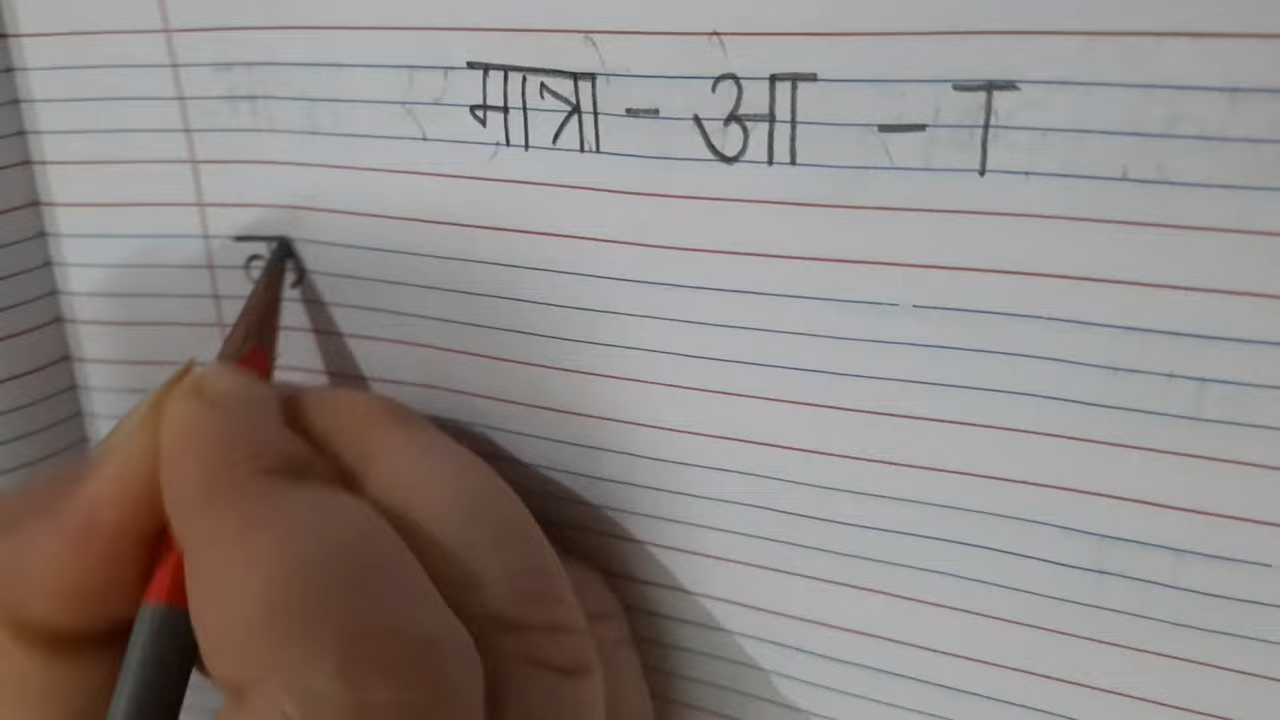 मात्रा - आ - ा